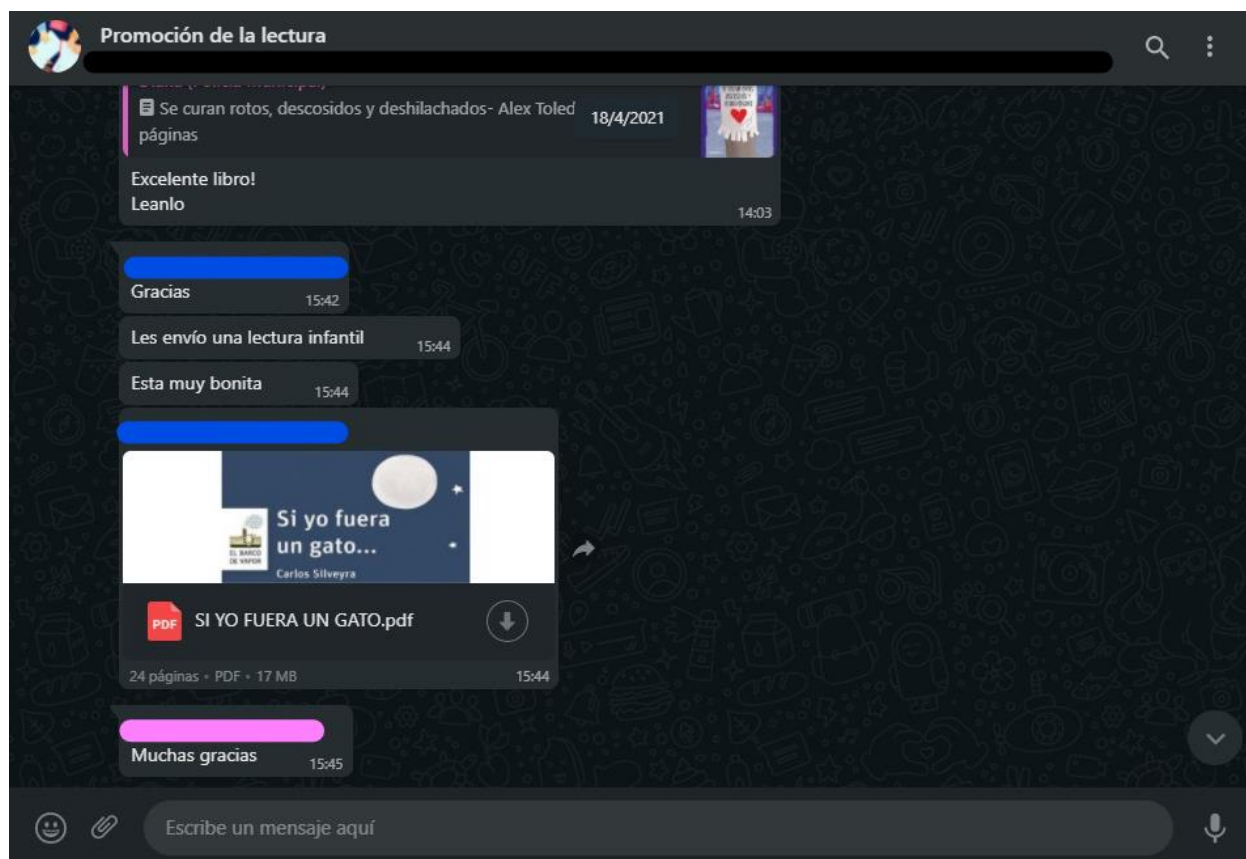 Promoción de la lectura
Se curan rotos, descosidos y deshilachados- Alex Toled
páginas
18/4/2021
Excelente libro!
Leanlo
14:03
Gracias
15:42
Les envío una lectura infantil
15:44
Esta muy bonita
15:44
Si yo fuera
un gato...
EL BARCO
DE VAPOR
Carlos Silveyra
PDF
SI YO FUERA UN GATO.pdf
24 páginas • PDF • 17 MB
15:44
Muchas gracias
15:45
Escribe un mensaje aquí